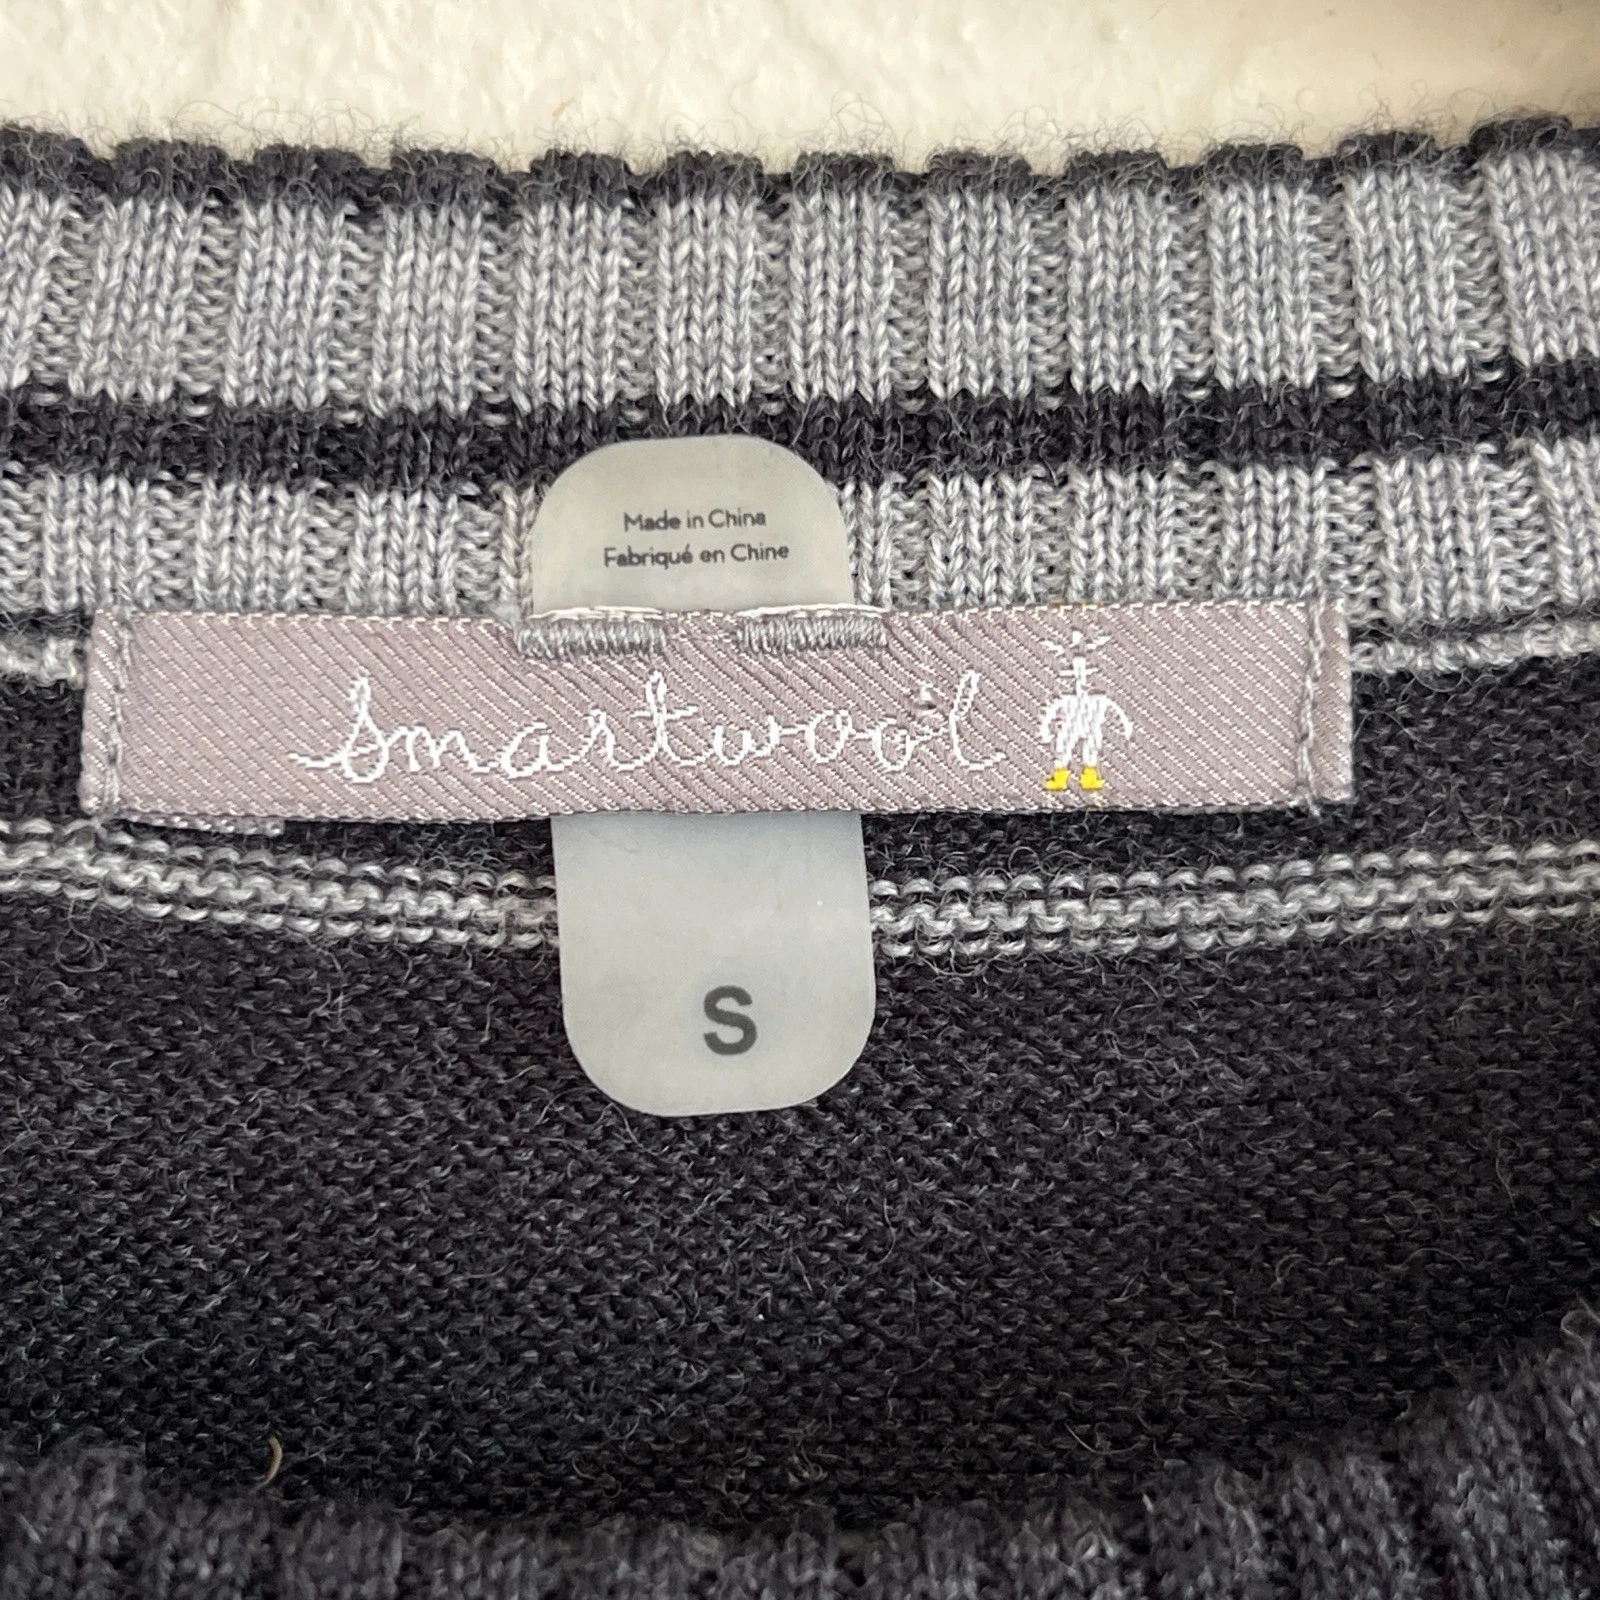 Made in China
Fabriqué en Chine
smartwool
S